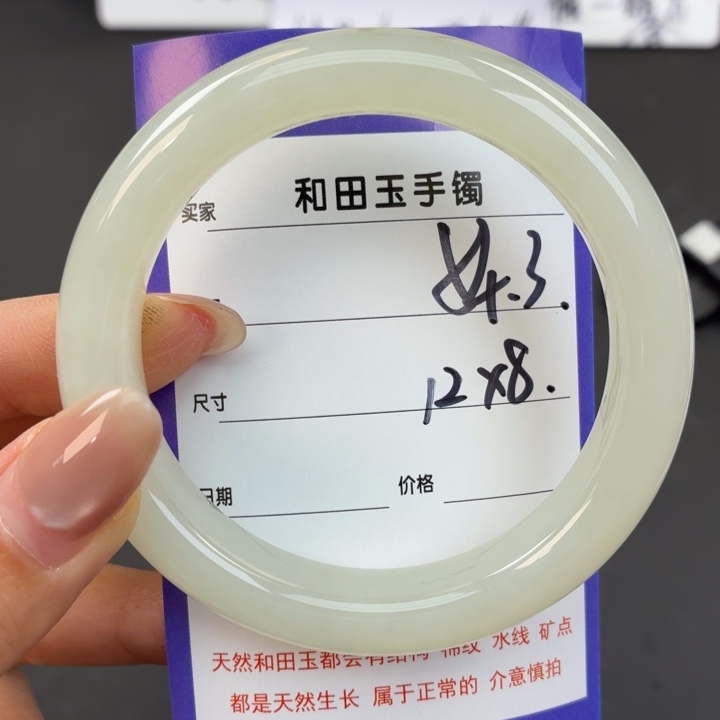 和田玉手镯
买家
54.3.
尺寸 12x8.
日期 价格
天然和田玉都会有结构 棉纹 水线 矿点
都是天然生长 属于正常的 介意慎拍